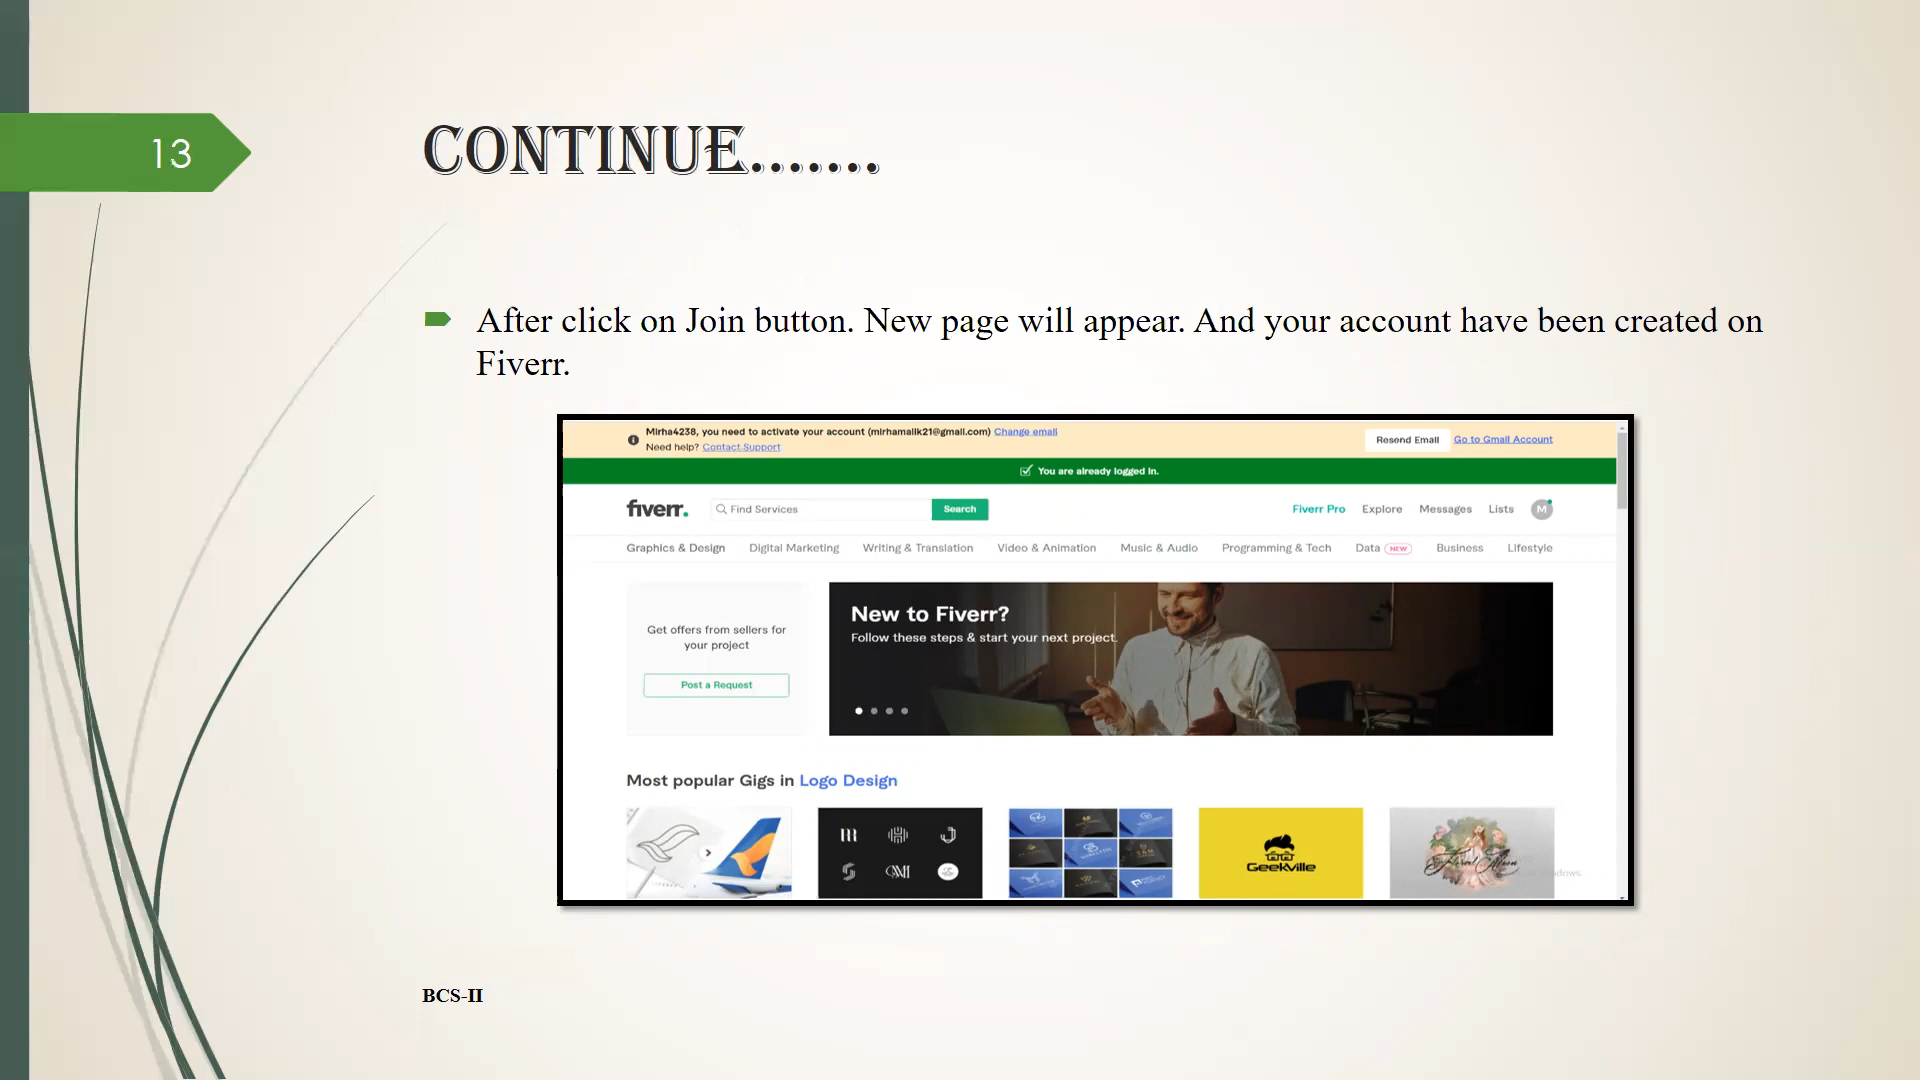 13
CONTINUE.......
After click on Join button. New page will appear. And your account have been created on
Fiverr.
Mirha4238, you need to activate your account (mirhamalik21@gmail.com) Change email
Need help? Contact Support
Resend Email Go to Gmail Account
You are already logged in.
fiverr. Find Services Search Fiverr Pro Explore Messages Lists M
Graphics & Design Digital Marketing Writing & Translation Video & Animation Music & Audio Programming & Tech Data NEW Business Lifestyle
Get offers from sellers for
your project
Post a Request
New to Fiverr?
Follow these steps & start your next project.
Most popular Gigs in Logo Design
GeekVille
BCS-II